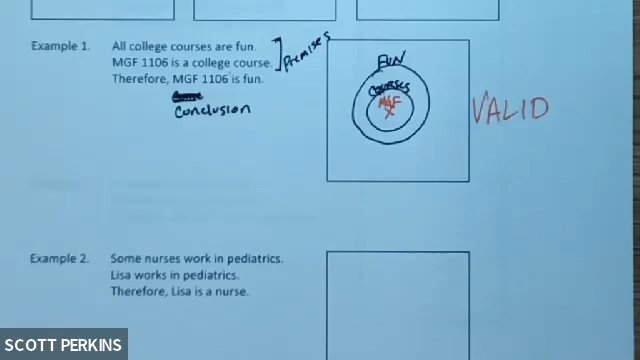 Example 1. All college courses are fun.
MGF 1106 is a college course.
Therefore, MGF 1106 is fun.
Premises
Conclusion
FUN
COURSES
MGF
X
VALID
Example 2. Some nurses work in pediatrics.
Lisa works in pediatrics.
Therefore, Lisa is a nurse.
SCOTT PERKINS